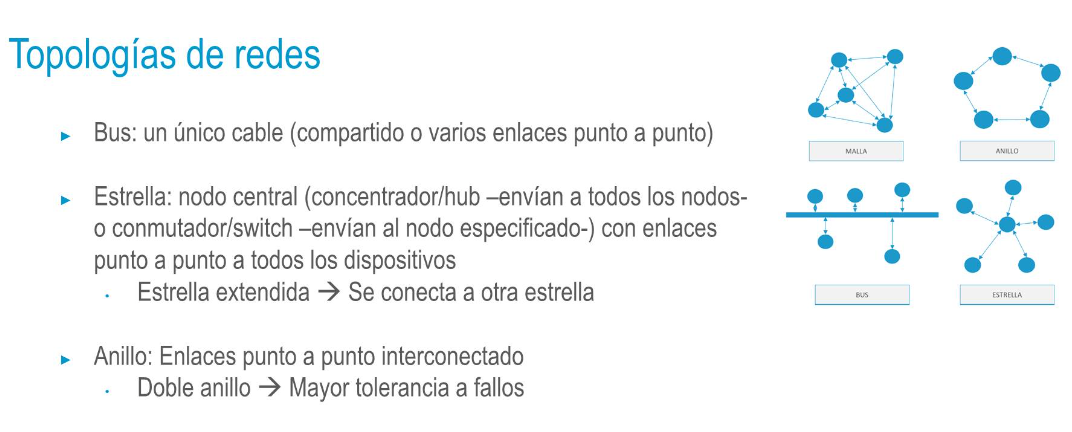 Topologías de redes
▸ Bus: un único cable (compartido o varios enlaces punto a punto)
▸ Estrella: nodo central (concentrador/hub –envían a todos los nodos-
o conmutador/switch –envían al nodo especificado-) con enlaces
punto a punto a todos los dispositivos
• Estrella extendida → Se conecta a otra estrella
▸ Anillo: Enlaces punto a punto interconectado
• Doble anillo → Mayor tolerancia a fallos
MALLA
ANILLO
BUS
ESTRELLA